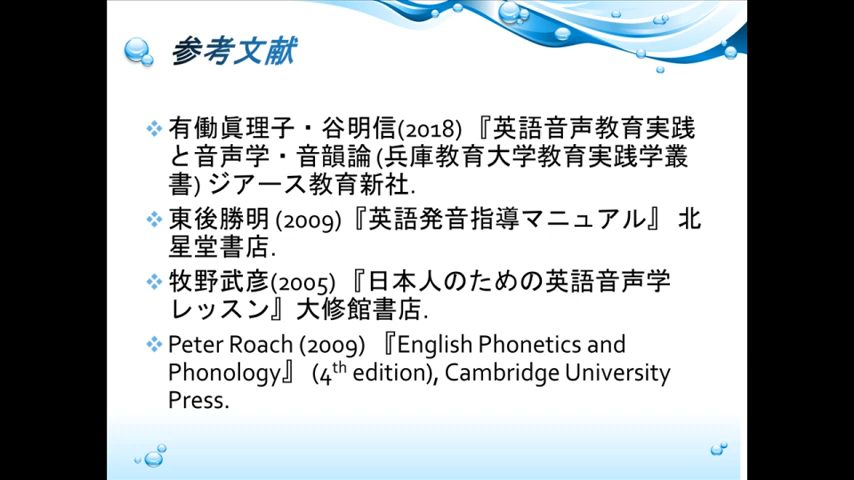 参考文献
有働眞理子・谷明信(2018) 『英語音声教育実践
と音声学・音韻論 (兵庫教育大学教育実践学叢
書) ジアース教育新社.
東後勝明 (2009)『英語発音指導マニュアル』 北
星堂書店.
牧野武彦(2005) 『日本人のための英語音声学
レッスン』大修館書店.
Peter Roach (2009) 『English Phonetics and
Phonology』 (4th edition), Cambridge University
Press.